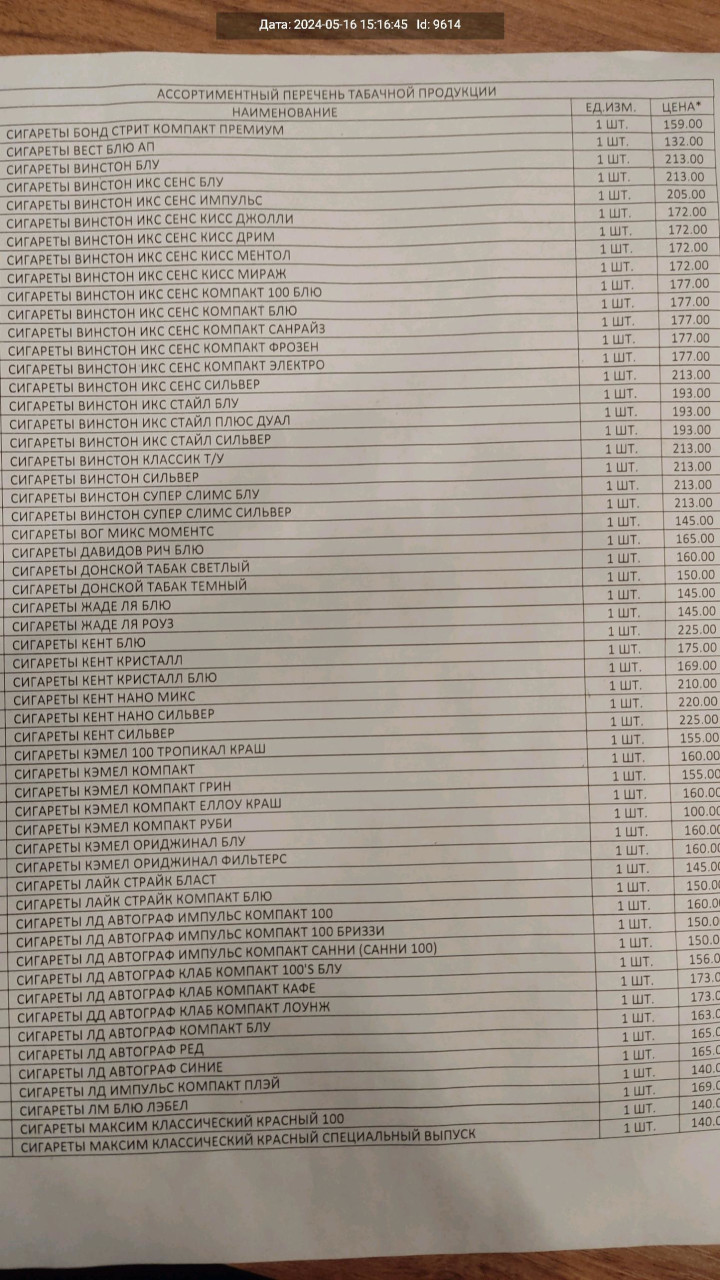 Дата: 2024-05-16 15:16:45 Id: 9614
АССОРТИМЕНТНЫЙ ПЕРЕЧЕНЬ ТАБАЧНОЙ ПРОДУКЦИИ
НАИМЕНОВАНИЕ ЕД.ИЗМ. ЦЕНА*
СИГАРЕТЫ БОНД СТРИТ КОМПАКТ ПРЕМИУМ 1 ШТ. 159.00
СИГАРЕТЫ ВЕСТ БЛЮ АП 1 ШТ. 132.00
СИГАРЕТЫ ВИНСТОН БЛУ 1 ШТ. 213.00
СИГАРЕТЫ ВИНСТОН ИКС СЕНС БЛУ 1 ШТ. 213.00
СИГАРЕТЫ ВИНСТОН ИКС СЕНС ИМПУЛЬС 1 ШТ. 205.00
СИГАРЕТЫ ВИНСТОН ИКС СЕНС КИСС ДЖОЛЛИ 1 ШТ. 172.00
СИГАРЕТЫ ВИНСТОН ИКС СЕНС КИСС ДРИМ 1 ШТ. 172.00
СИГАРЕТЫ ВИНСТОН ИКС СЕНС КИСС МЕНТОЛ 1 ШТ. 172.00
СИГАРЕТЫ ВИНСТОН ИКС СЕНС КИСС МИРАЖ 1 ШТ. 172.00
СИГАРЕТЫ ВИНСТОН ИКС СЕНС КОМПАКТ 100 БЛЮ 1 ШТ. 177.00
СИГАРЕТЫ ВИНСТОН ИКС СЕНС КОМПАКТ БЛЮ 1 ШТ. 177.00
СИГАРЕТЫ ВИНСТОН ИКС СЕНС КОМПАКТ САНРАЙЗ 1 ШТ. 177.00
СИГАРЕТЫ ВИНСТОН ИКС СЕНС КОМПАКТ ФРОЗЕН 1 ШТ. 177.00
СИГАРЕТЫ ВИНСТОН ИКС СЕНС КОМПАКТ ЭЛЕКТРО 1 ШТ. 177.00
СИГАРЕТЫ ВИНСТОН ИКС СЕНС СИЛЬВЕР 1 ШТ. 213.00
СИГАРЕТЫ ВИНСТОН ИКС СТАЙЛ БЛУ 1 ШТ. 193.00
СИГАРЕТЫ ВИНСТОН ИКС СТАЙЛ ПЛЮС ДУАЛ 1 ШТ. 193.00
СИГАРЕТЫ ВИНСТОН ИКС СТАЙЛ СИЛЬВЕР 1 ШТ. 193.00
СИГАРЕТЫ ВИНСТОН КЛАССИК Т/У 1 ШТ. 213.00
СИГАРЕТЫ ВИНСТОН СИЛЬВЕР 1 ШТ. 213.00
СИГАРЕТЫ ВИНСТОН СУПЕР СЛИМС БЛУ 1 ШТ. 213.00
СИГАРЕТЫ ВИНСТОН СУПЕР СЛИМС СИЛЬВЕР 1 ШТ. 213.00
СИГАРЕТЫ ВОГ МИКС МОМЕНТС 1 ШТ. 145.00
СИГАРЕТЫ ДАВИДОВ РИЧ БЛЮ 1 ШТ. 165.00
СИГАРЕТЫ ДОНСКОЙ ТАБАК СВЕТЛЫЙ 1 ШТ. 160.00
СИГАРЕТЫ ДОНСКОЙ ТАБАК ТЕМНЫЙ 1 ШТ. 150.00
СИГАРЕТЫ ЖАДЕ ЛЯ БЛЮ 1 ШТ. 145.00
СИГАРЕТЫ ЖАДЕ ЛЯ РОУЗ 1 ШТ. 145.00
СИГАРЕТЫ КЕНТ БЛЮ 1 ШТ. 225.00
СИГАРЕТЫ КЕНТ КРИСТАЛЛ 1 ШТ. 175.00
СИГАРЕТЫ КЕНТ КРИСТАЛЛ БЛЮ 1 ШТ. 169.00
СИГАРЕТЫ КЕНТ НАНО МИКС 1 ШТ. 210.00
СИГАРЕТЫ КЕНТ НАНО СИЛЬВЕР 1 ШТ. 220.00
СИГАРЕТЫ КЕНТ СИЛЬВЕР 1 ШТ. 225.00
СИГАРЕТЫ КЭМЕЛ 100 ТРОПИКАЛ КРАШ 1 ШТ. 155.00
СИГАРЕТЫ КЭМЕЛ КОМПАКТ 1 ШТ. 160.00
СИГАРЕТЫ КЭМЕЛ КОМПАКТ ГРИН 1 ШТ. 155.00
СИГАРЕТЫ КЭМЕЛ КОМПАКТ ЕЛЛОУ КРАШ 1 ШТ. 160.00
СИГАРЕТЫ КЭМЕЛ КОМПАКТ РУБИ 1 ШТ. 100.00
СИГАРЕТЫ КЭМЕЛ ОРИДЖИНАЛ БЛУ 1 ШТ. 160.00
СИГАРЕТЫ КЭМЕЛ ОРИДЖИНАЛ ФИЛЬТЕРС 1 ШТ. 160.00
СИГАРЕТЫ ЛАЙК СТРАЙК БЛАСТ 1 ШТ. 145.00
СИГАРЕТЫ ЛАЙК СТРАЙК КОМПАКТ БЛЮ 1 ШТ. 150.00
СИГАРЕТЫ ЛД АВТОГРАФ ИМПУЛЬС КОМПАКТ 100 1 ШТ. 160.0
СИГАРЕТЫ ЛД АВТОГРАФ ИМПУЛЬС КОМПАКТ 100 БРИЗЗИ 1 ШТ. 150.0
СИГАРЕТЫ ЛД АВТОГРАФ ИМПУЛЬС КОМПАКТ САННИ (САННИ 100) 1 ШТ. 150.0
СИГАРЕТЫ ЛД АВТОГРАФ КЛАБ КОМПАКТ 100'S БЛУ 1 ШТ. 156.0
СИГАРЕТЫ ЛД АВТОГРАФ КЛАБ КОМПАКТ КАФЕ 1 ШТ. 173.0
СИГАРЕТЫ ДД АВТОГРАФ КЛАБ КОМПАКТ ЛОУНЖ 1 ШТ. 173.0
СИГАРЕТЫ ЛД АВТОГРАФ КОМПАКТ БЛУ 1 ШТ. 163.0
СИГАРЕТЫ ЛД АВТОГРАФ РЕД 1 ШТ. 165.0
СИГАРЕТЫ ЛД АВТОГРАФ СИНИЕ 1 ШТ. 165.0
СИГАРЕТЫ ЛД ИМПУЛЬС КОМПАКТ ПЛЭЙ 1 ШТ. 140.0
СИГАРЕТЫ ЛМ БЛЮ ЛЭБЕЛ 1 ШТ. 169.0
СИГАРЕТЫ МАКСИМ КЛАССИЧЕСКИЙ КРАСНЫЙ 100 1 ШТ. 140.0
СИГАРЕТЫ МАКСИМ КЛАССИЧЕСКИЙ КРАСНЫЙ СПЕЦИАЛЬНЫЙ ВЫПУСК 1 ШТ. 140.0